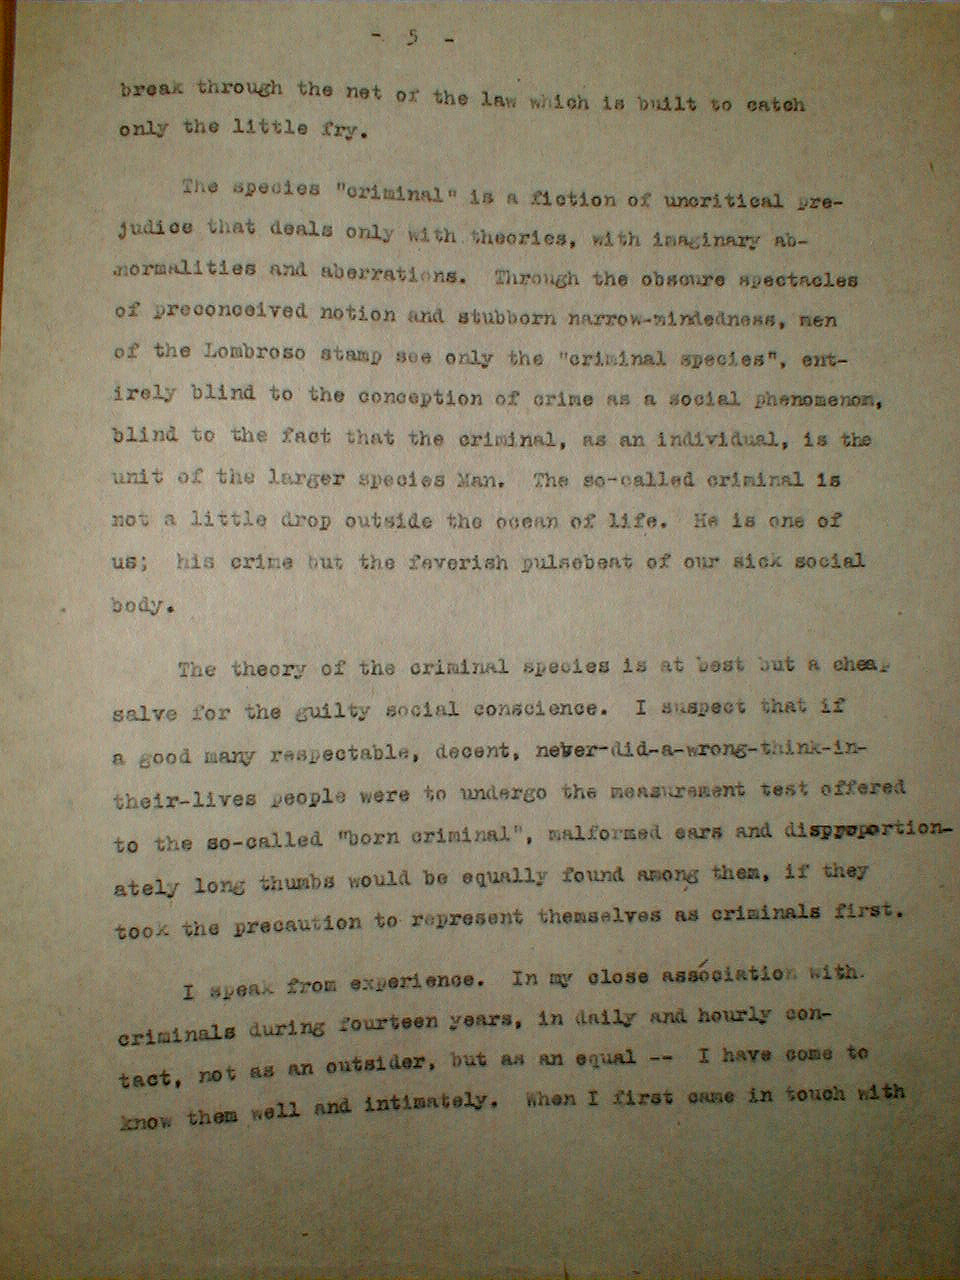 - 5 -
break through the net of the law which is built to catch
only the little fry.
The species "criminal" is a fiction of uncritical pre-
judice that deals only with theories, with imaginary ab-
normalities and aberrations. Through the obscure spectacles
of preconceived notion and stubborn narrow-mindedness, men
of the Lombroso stamp see only the "criminal species", ent-
irely blind to the conception of crime as a social phenomenon,
blind to the fact that the criminal, as an individual, is the
unit of the larger species Man. The so-called criminal is
not a little drop outside the ocean of life. He is one of
us; his crime but the feverish pulsebeat of our sick social
body.
The theory of the criminal species is at best but a cheap
salve for the guilty social conscience. I suspect that if
a good many respectable, decent, never-did-a-wrong-think-in-
their-lives people were to undergo the measurement test offered
to the so-called "born criminal", malformed ears and disproportion-
ately long thumbs would be equally found among them, if they
took the precaution to represent themselves as criminals first.
I speak from experience. In my close association with
criminals during fourteen years, in daily and hourly con-
tact, not as an outsider, but as an equal -- I have come to
know them well and intimately. When I first came in touch with